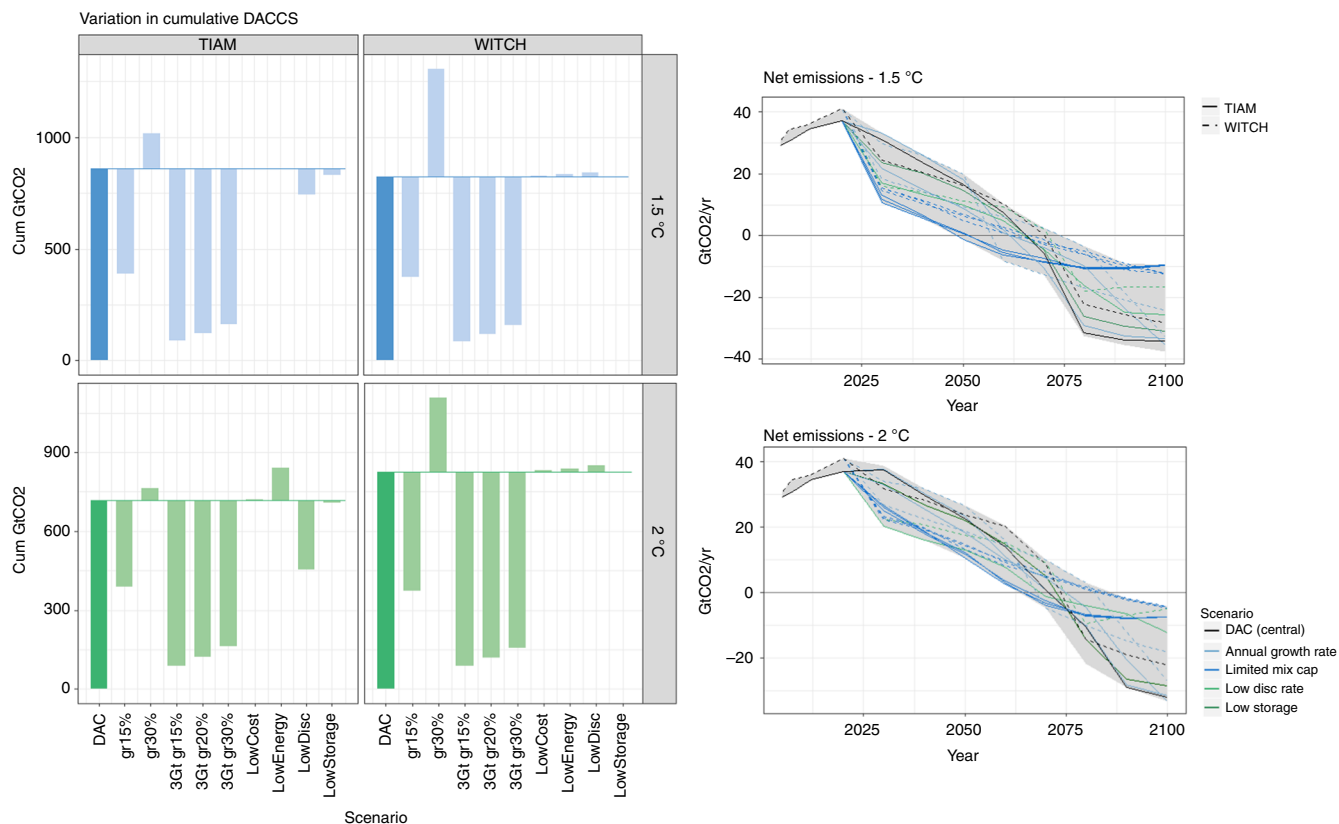 Variation in cumulative DACCS
TIAM
WITCH
Cum GtCO2
1000
500
0
1.5 °C
Cum GtCO2
900
600
300
0
2 °C
DAC
gr15%
gr30%
3Gt gr15%
3Gt gr20%
3Gt gr30%
LowCost
LowEnergy
LowDisc
LowStorage
DAC
gr15%
gr30%
3Gt gr15%
3Gt gr20%
3Gt gr30%
LowCost
LowEnergy
LowDisc
LowStorage
Scenario
Net emissions - 1.5 °C
GtCO2/yr
40
20
0
−20
−40
2025
2050
2075
2100
Year
TIAM
WITCH
Net emissions - 2 °C
GtCO2/yr
40
20
0
−20
2025
2050
2075
2100
Year
Scenario
DAC (central)
Annual growth rate
Limited mix cap
Low disc rate
Low storage